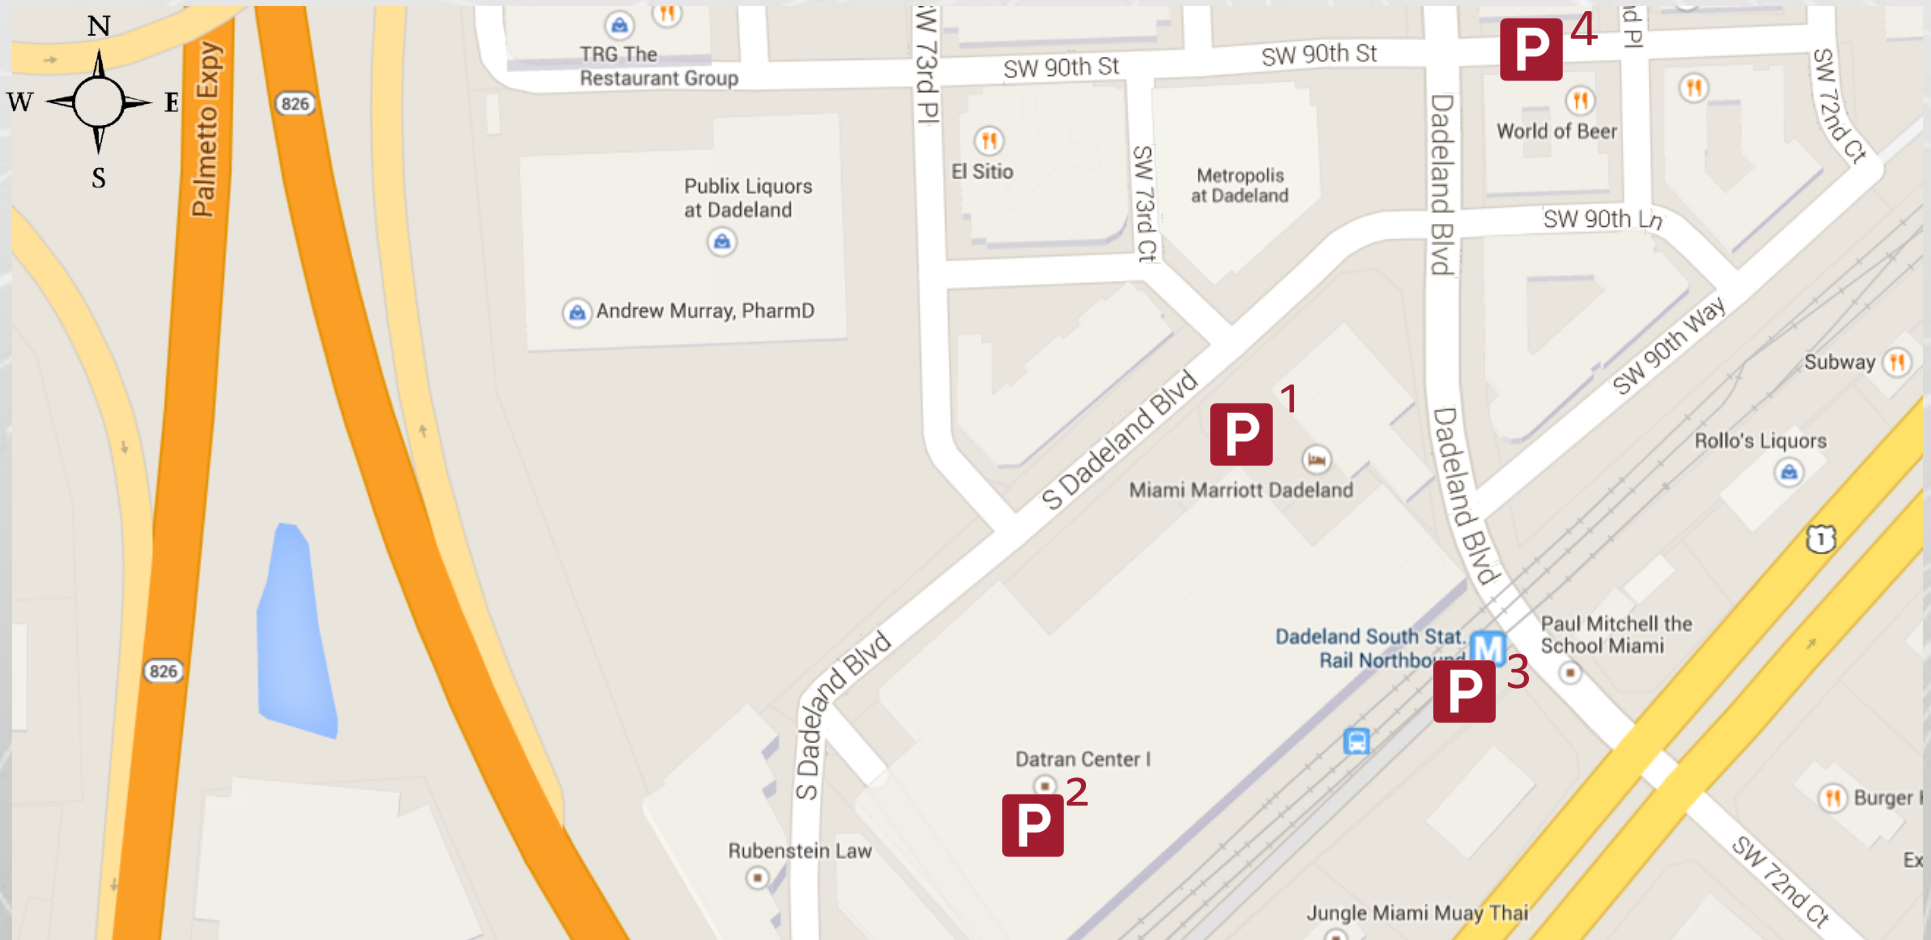 N
W
E
S
Palmetto Expy
826
826
TRG The
Restaurant Group
SW 73rd Pl
SW 90th St
SW 90th St
P
4
World of Beer
SW 72nd Ct
Dadeland Blvd
El Sitio
SW 73rd Ct
Metropolis
at Dadeland
Publix Liquors
at Dadeland
SW 90th Ln
Andrew Murray, PharmD
SW 90th Way
Subway
S Dadeland Blvd
P
1
Miami Marriott Dadeland
Dadeland Blvd
Rollo's Liquors
1
Dadeland South Stat.
Rail Northbound
M
P
3
Paul Mitchell the
School Miami
S Dadeland Blvd
Datran Center I
P
2
Rubenstein Law
Burger
SW 72nd Ct
Jungle Miami Muay Thai